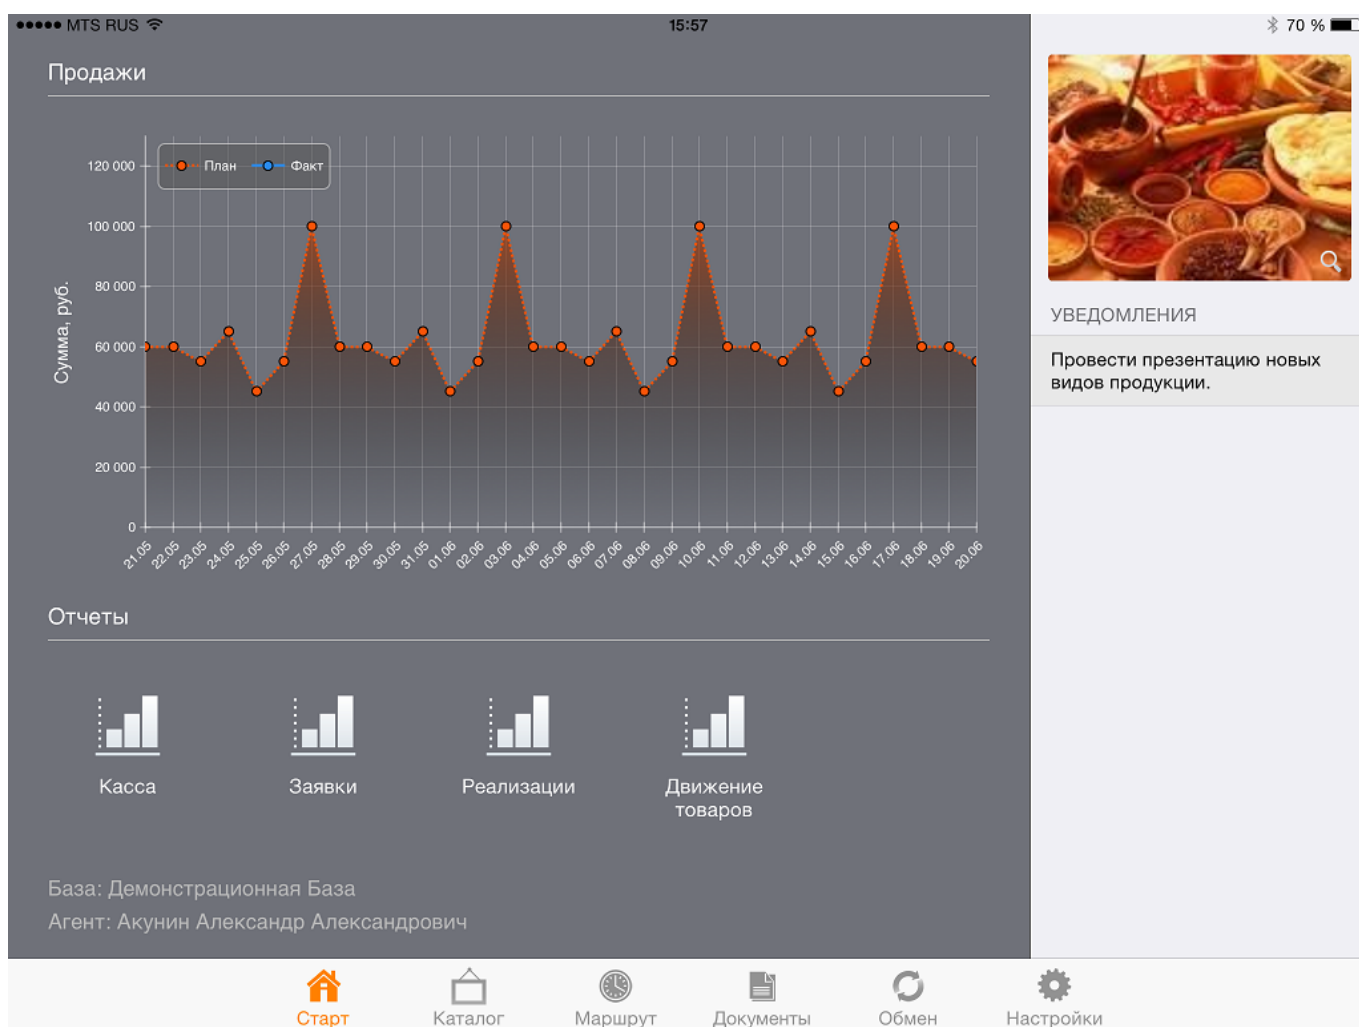 MTS RUS
15:57
70 %
Продажи
План
Факт
Сумма, руб.
120 000
100 000
80 000
60 000
40 000
20 000
0
21.05 22.05 23.05 24.05 25.05 26.05 27.05 28.05 29.05 30.05 31.05 01.06 02.06 03.06 04.06 05.06 06.06 07.06 08.06 09.06 10.06 11.06 12.06 13.06 14.06 15.06 16.06 17.06 18.06 19.06 20.06
УВЕДОМЛЕНИЯ
Провести презентацию новых
видов продукции.
Отчеты
Касса
Заявки
Реализации
Движение
товаров
База: Демонстрационная База
Агент: Акунин Александр Александрович
Старт
Каталог
Маршрут
Документы
Обмен
Настройки